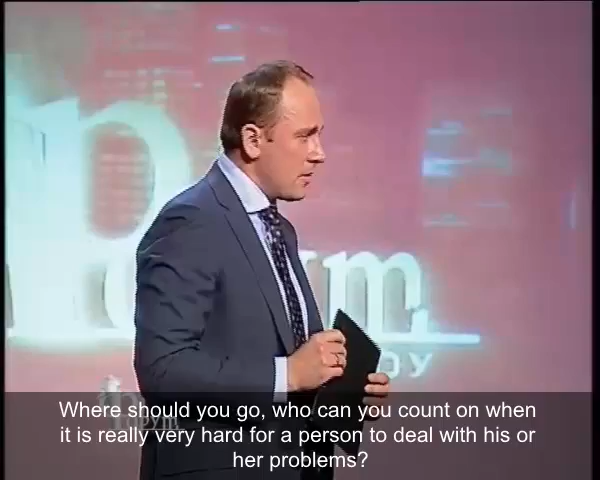 Where should you go, who can you count on when
it is really very hard for a person to deal with his or
her problems?